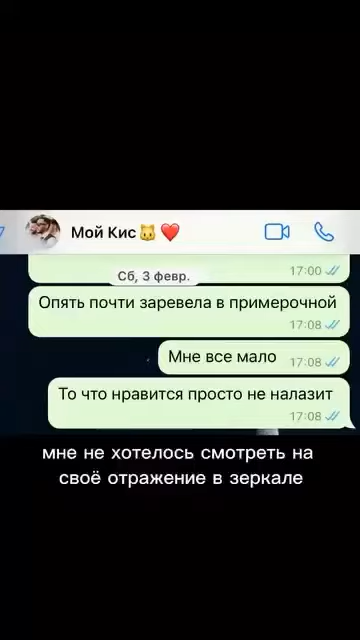 Мой Кис🐱❤️
17:00
Сб, 3 февр.
Опять почти заревела в примерочной
17:08
Мне все мало 17:08
То что нравится просто не налазит
17:08
мне не хотелось смотреть на
своё отражение в зеркале